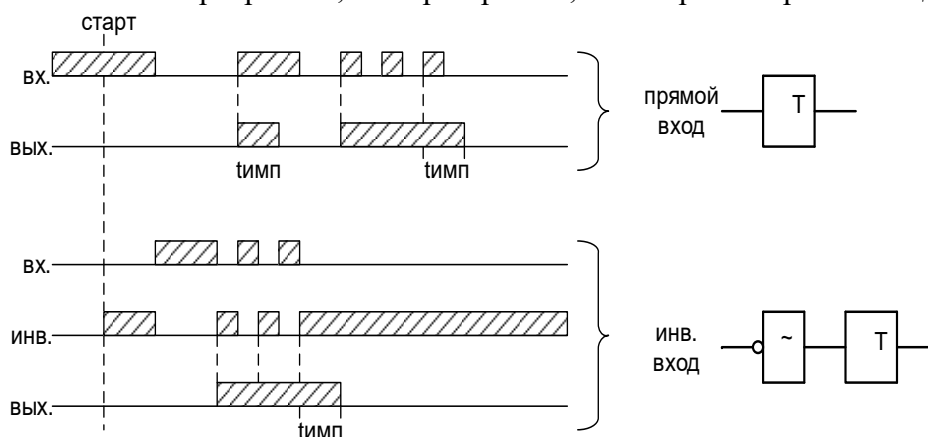 старт
вх.
вых.
tимп
tимп
прямой
вход
T
вх.
инв.
вых.
tимп
инв.
вход
~
T